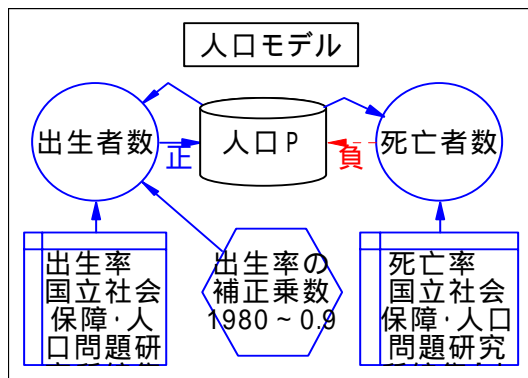 人口モデル
出生者数
正
人口P
負
死亡者数
出生率
国立社会
保障・人
口問題研
出生率の
補正乗数
1980~0.9
死亡率
国立社会
保障・人口
問題研究